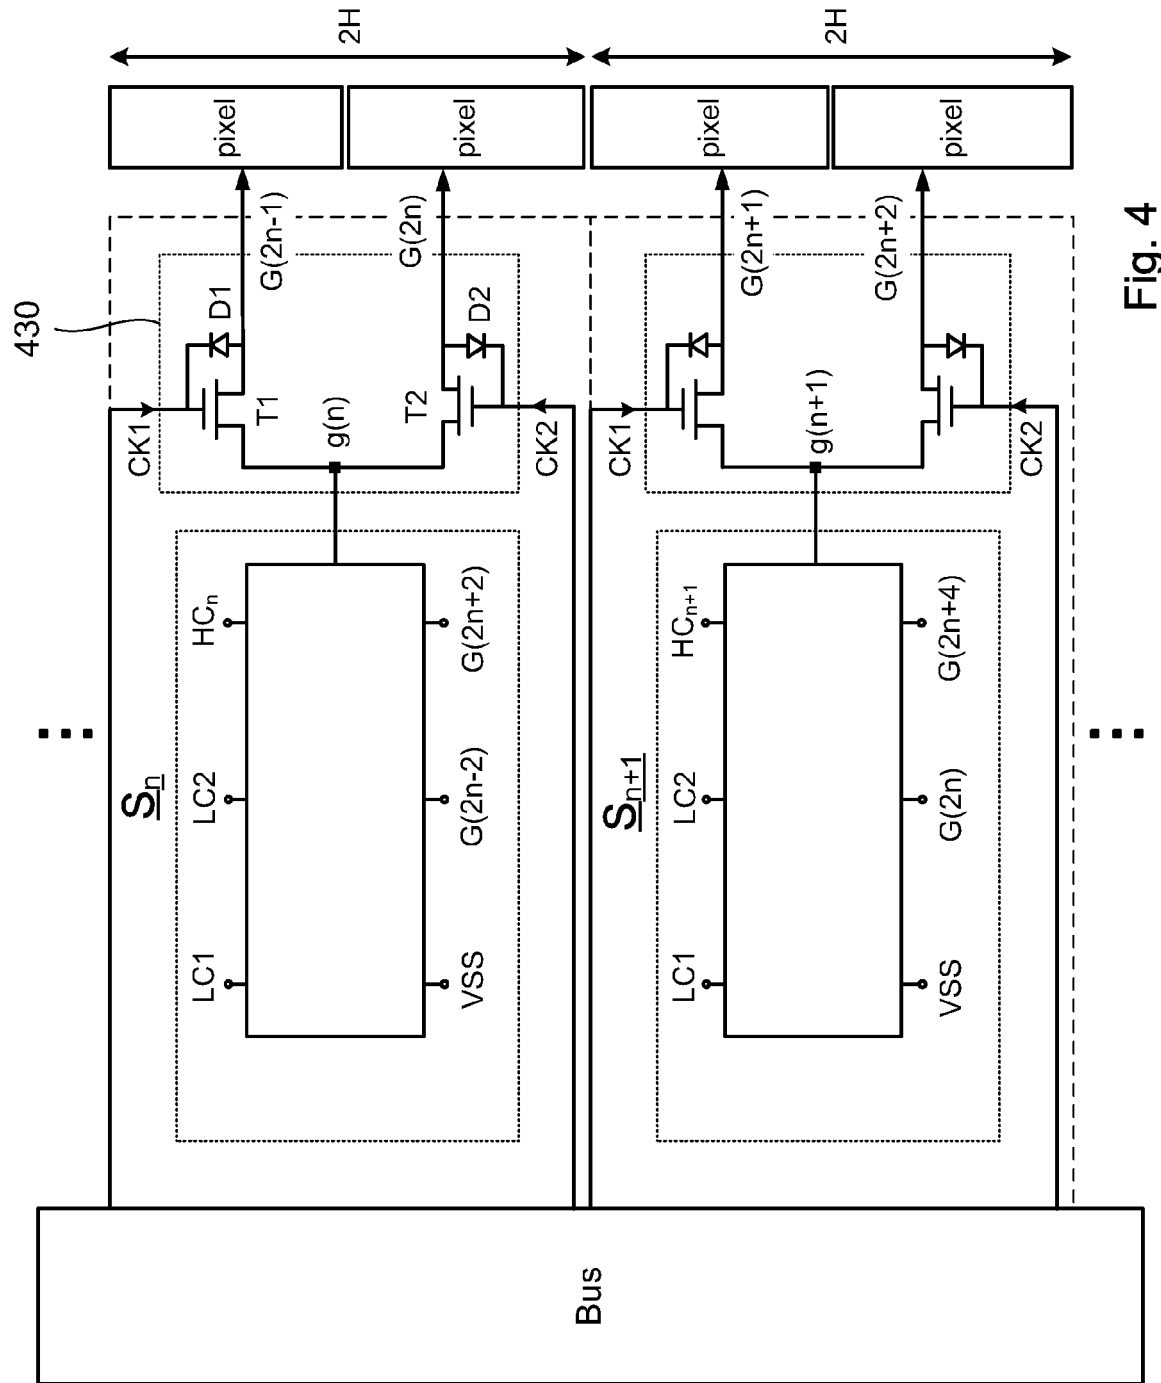 430
CK1
D1
T1
G(2n-1)
pixel
2H
g(n)
T2
D2
CK2
G(2n)
pixel
Sn
LC1
LC2
HCn
VSS
G(2n-2)
G(2n+2)
CK1
G(2n+1)
pixel
2H
g(n+1)
CK2
G(2n+2)
pixel
Sn+1
LC1
LC2
HCn+1
VSS
G(2n)
G(2n+4)
Bus
Fig. 4